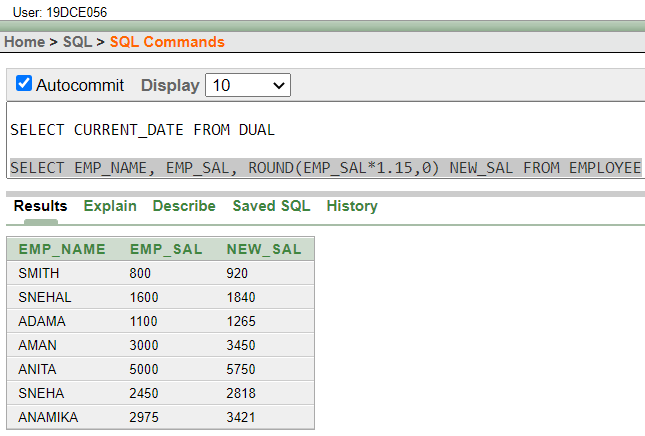 User: 19DCE056
Home > SQL > SQL Commands
Autocommit Display 10
SELECT CURRENT_DATE FROM DUAL
SELECT EMP_NAME, EMP_SAL, ROUND(EMP_SAL*1.15,0) NEW_SAL FROM EMPLOYEE
Results Explain Describe Saved SQL History
EMP_NAME EMP_SAL NEW_SAL
SMITH 800 920
SNEHAL 1600 1840
ADAMA 1100 1265
AMAN 3000 3450
ANITA 5000 5750
SNEHA 2450 2818
ANAMIKA 2975 3421